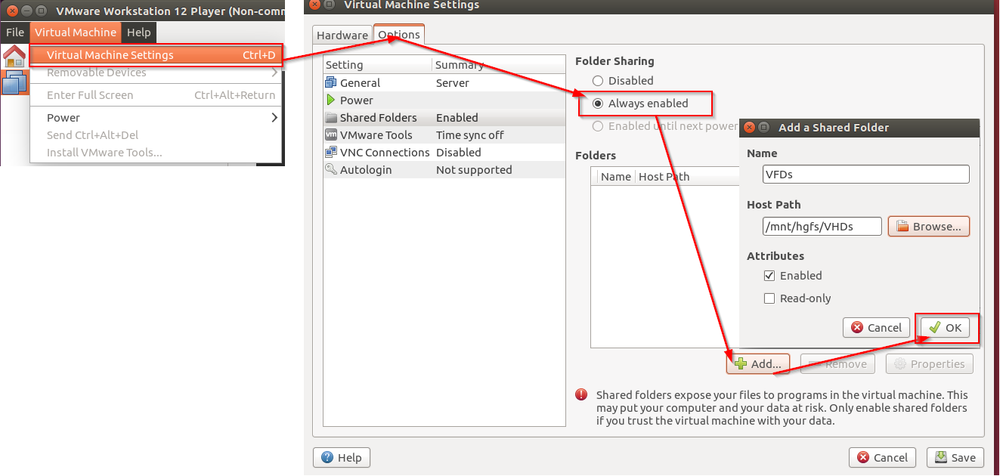 VMware Workstation 12 Player (Non-comm
File Virtual Machine Help
Virtual Machine Settings Ctrl+D
Removable Devices
Enter Full Screen Ctrl+Alt+Return
Power
Send Ctrl+Alt+Del
Install VMware Tools...
Virtual Machine Settings
Hardware Options
Setting Summary
General Server
Power
Shared Folders Enabled
VMware Tools Time sync off
VNC Connections Disabled
Autologin Not supported
Folder Sharing
Disabled
Always enabled
Enabled until next power
Folders
Name Host Path
Add a Shared Folder
Name
VFDs
Host Path
/mnt/hgfs/VHDs Browse...
Attributes
Enabled
Read-only
Cancel OK
Add... Remove Properties
Shared folders expose your files to programs in the virtual machine. This
may put your computer and your data at risk. Only enable shared folders
if you trust the virtual machine with your data.
Help Cancel Save